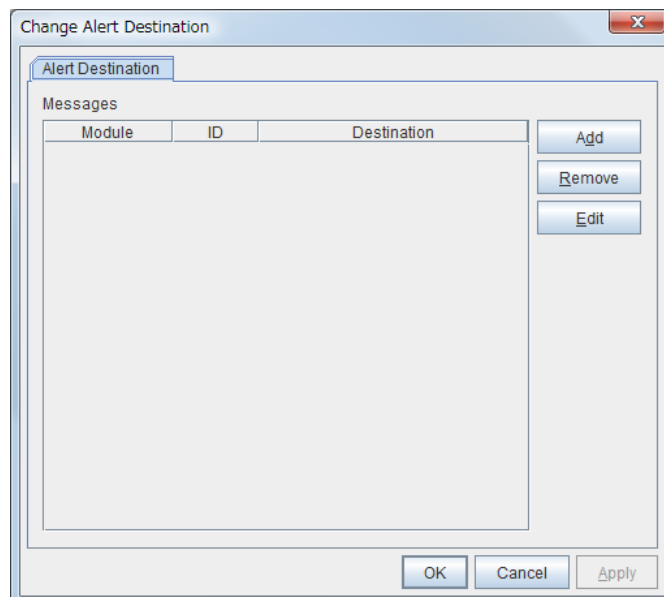 Change Alert Destination
Alert Destination
Messages
Module ID Destination
Add
Remove
Edit
OK Cancel Apply